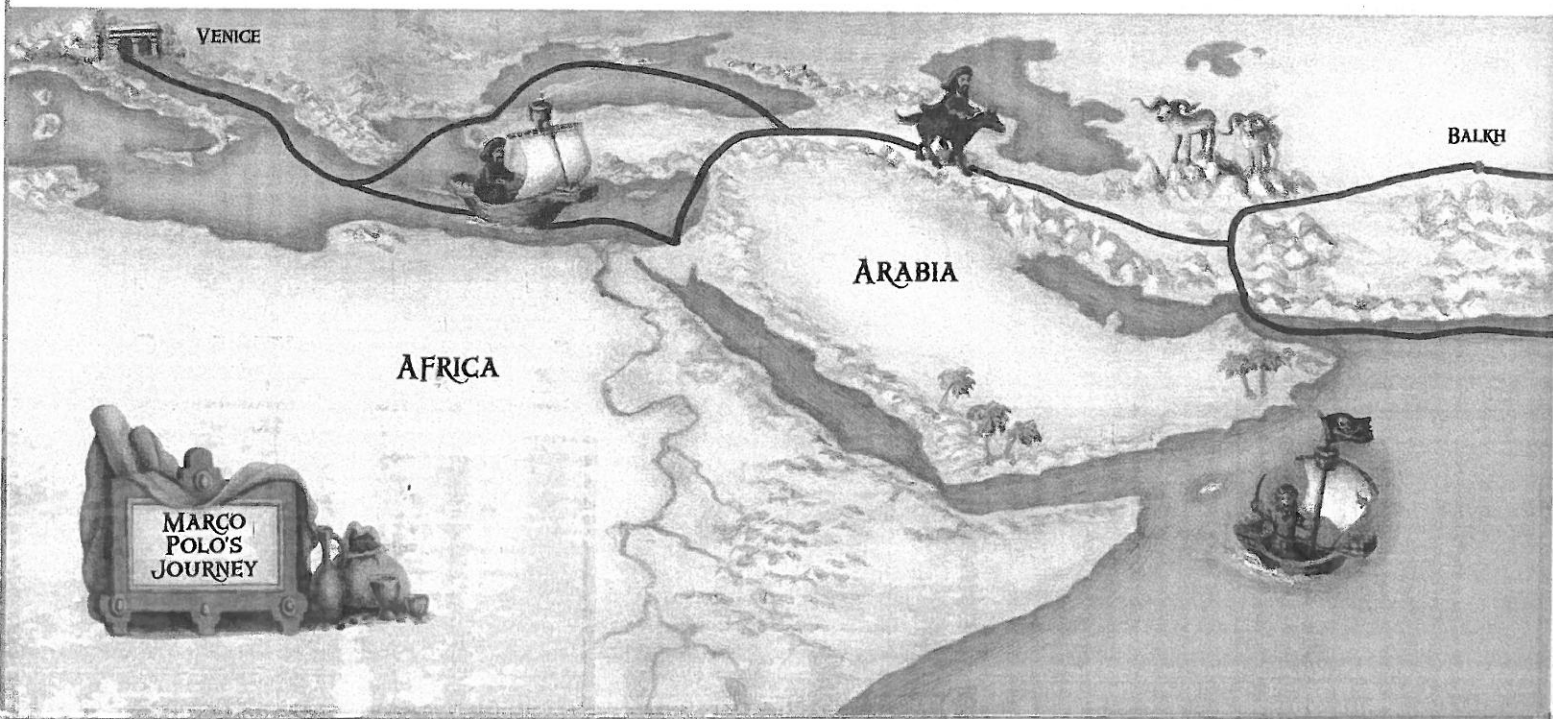 VENICE
BALKH
ARABIA
AFRICA
MARCO
POLO'S
JOURNEY